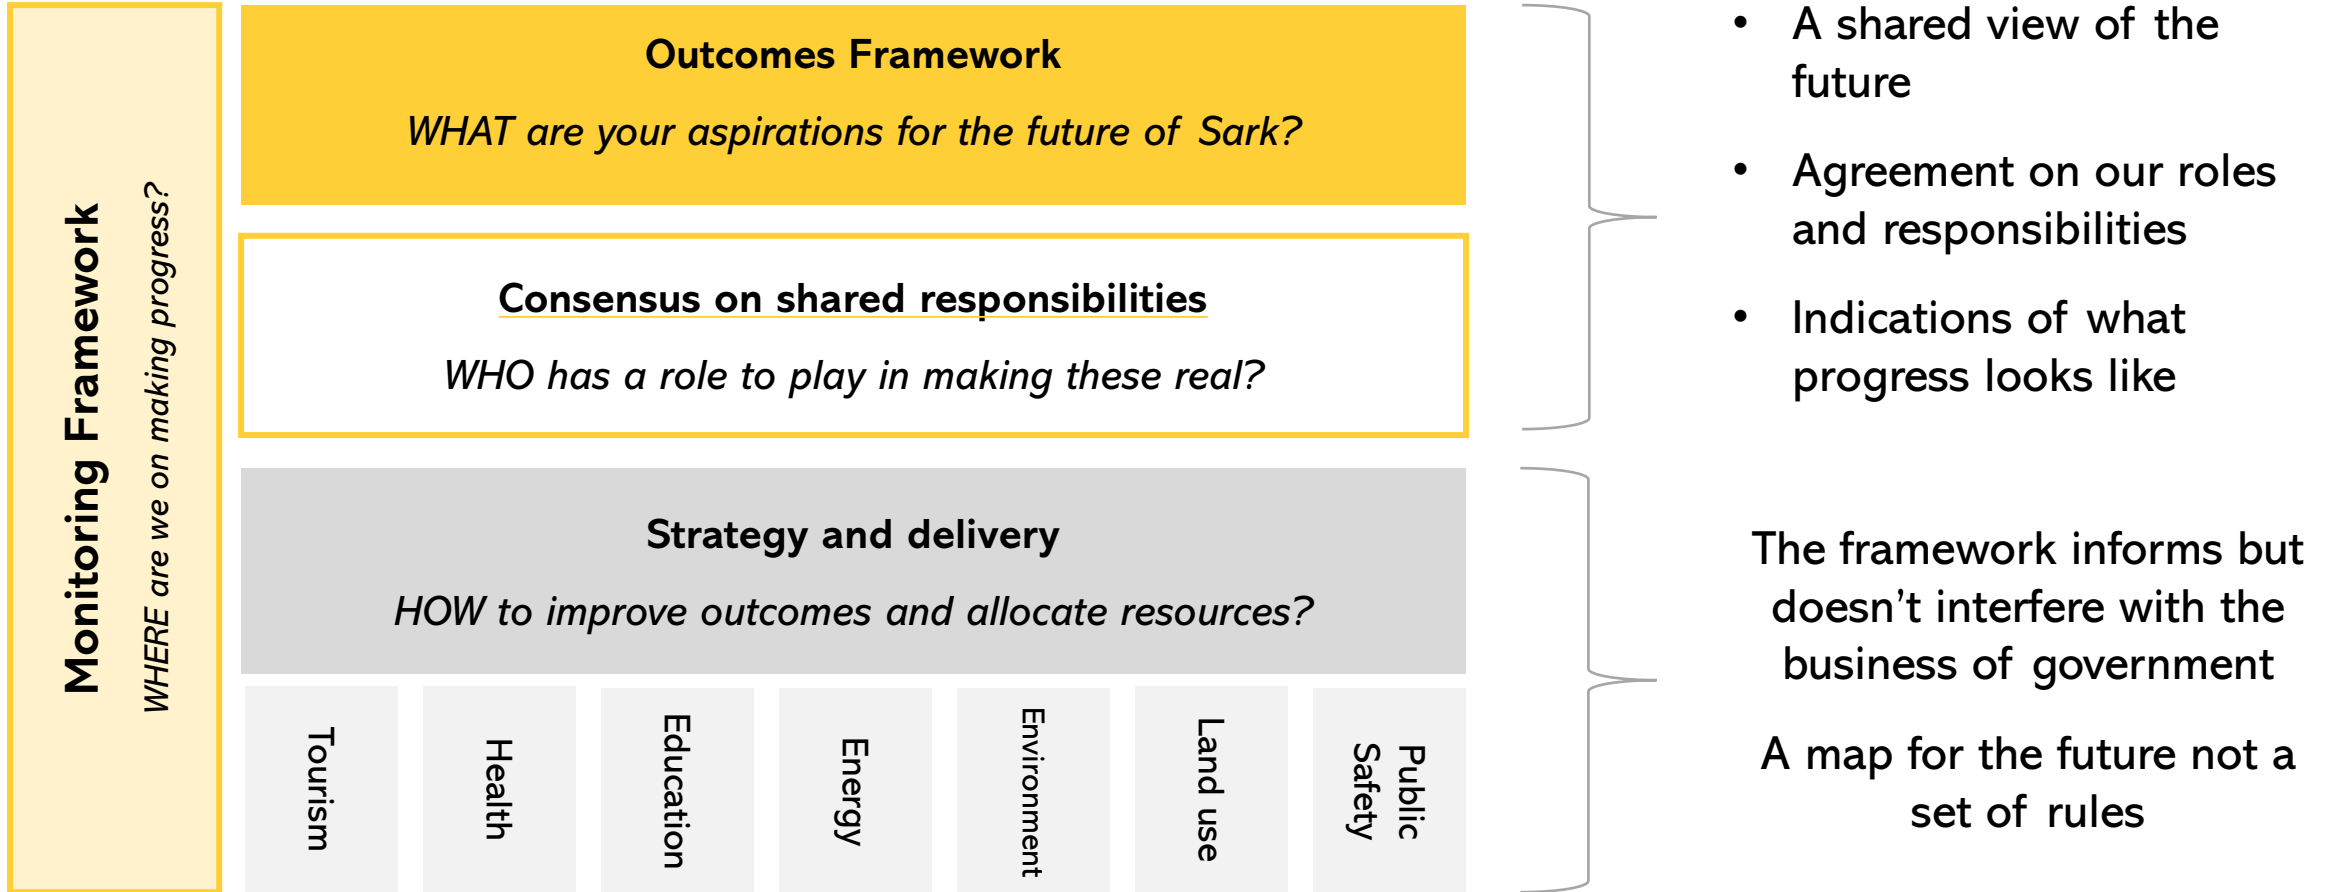 Monitoring Framework
WHERE are we on making progress?
Outcomes Framework
WHAT are your aspirations for the future of Sark?
Consensus on shared responsibilities
WHO has a role to play in making these real?
Strategy and delivery
HOW to improve outcomes and allocate resources?
Tourism
Health
Education
Energy
Environment
Land use
Public
Safety
• A shared view of the
future
• Agreement on our roles
and responsibilities
• Indications of what
progress looks like
The framework informs but
doesn’t interfere with the
business of government
A map for the future not a
set of rules